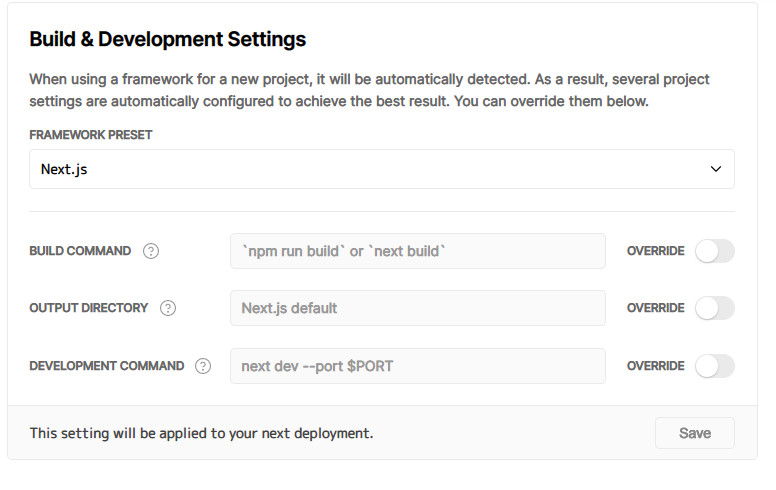 Build & Development Settings
When using a framework for a new project, it will be automatically detected. As a result, several project
settings are automatically configured to achieve the best result. You can override them below.
FRAMEWORK PRESET
Next.js
BUILD COMMAND ? `npm run build` or `next build` OVERRIDE
OUTPUT DIRECTORY ? Next.js default OVERRIDE
DEVELOPMENT COMMAND ? next dev --port $PORT OVERRIDE
This setting will be applied to your next deployment. Save